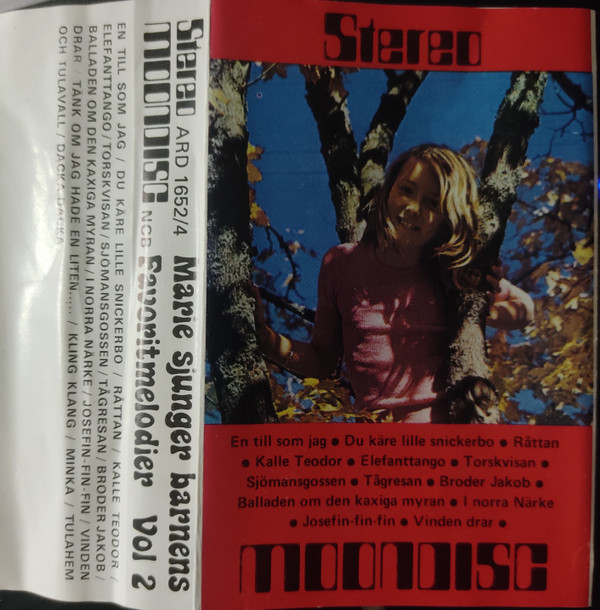 Stereo
En till som jag ● Du käre lille snickerbo ● Råttan
● Kalle Teodor ● Elefanttango ● Torskvisan ●
Sjömansgossen ● Tågresan ● Broder Jakob ●
Balladen om den kaxiga myran ● I norra Närke
● Josefin-fin-fin ● Vinden drar ●
MOONDISC
Stereo ARD 1652/4 Marie sjunger barnens
MOONDISC NCB Favoritmelodier Vol 2
EN TILL SOM JAG / DU KÄRE LILLE SNICKERBO / RÅTTAN / KALLE TEODOR /
ELEFANTTANGO / TORSKVISAN / SJÖMANSGOSSEN / TÅGRESAN / BRODER JAKOB /
BALLADEN OM DEN KAXIGA MYRAN / I NORRA NÄRKE / JOSEFIN-FIN-FIN / VINDEN
DRAR / TÄNK OM JAG HADE EN LITEN..... / KLING KLANG / MINKA / TULAHEM
OCH TULAVALL / DACKA-DACKA